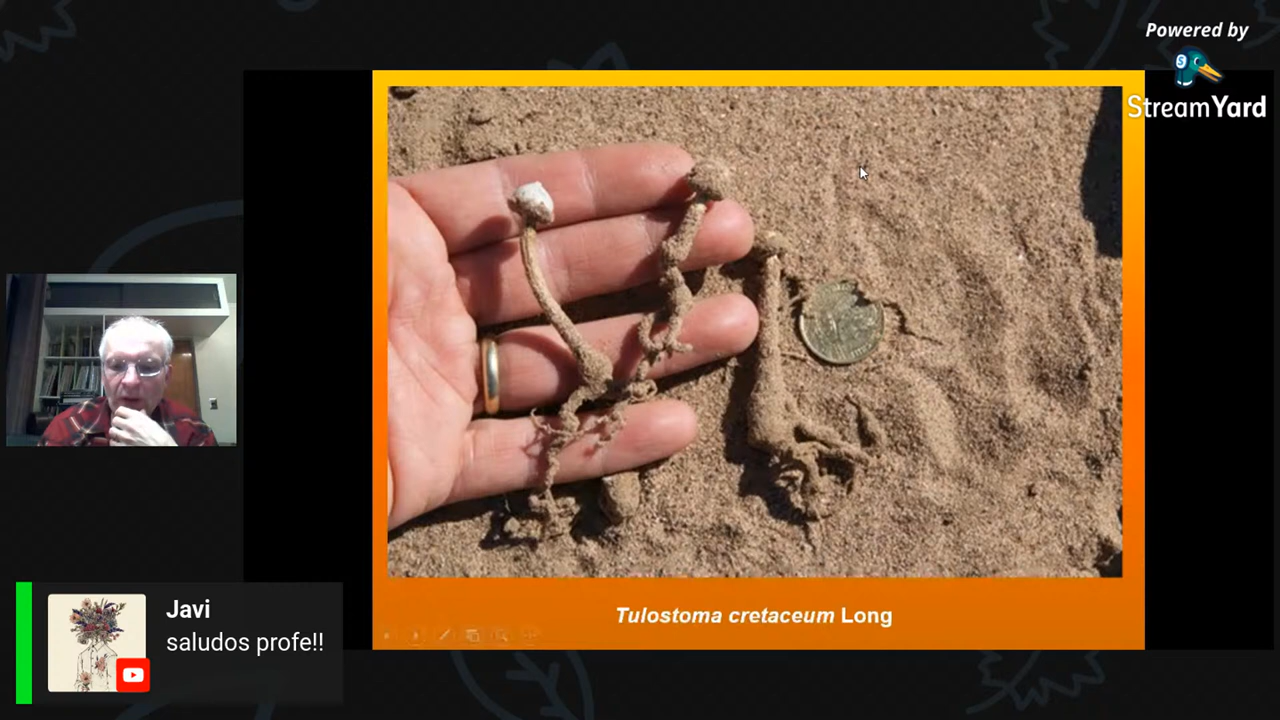 Powered by
StreamYard
Tulostoma cretaceum Long
Javi
saludos profe!!